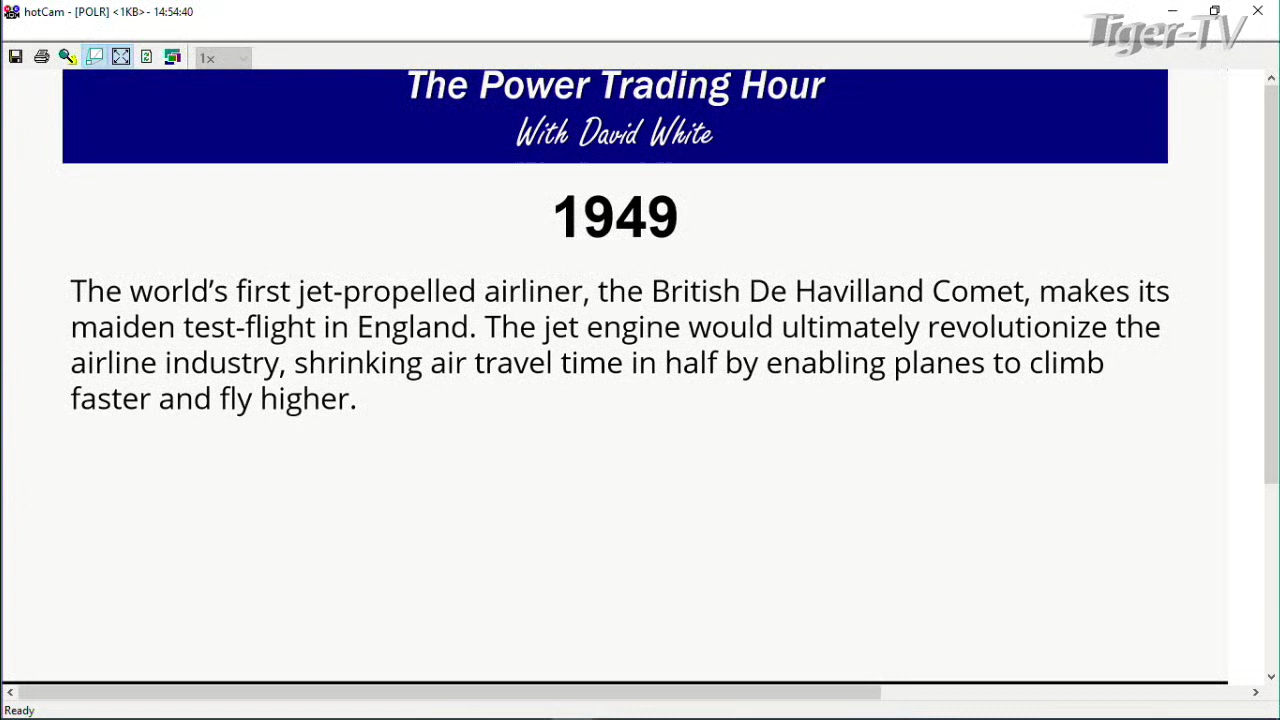 hotCam - [POLR] <1KB> - 14:54:40
Tiger-TV
1x
The Power Trading Hour
With David White
1949
The world’s first jet-propelled airliner, the British De Havilland Comet, makes its
maiden test-flight in England. The jet engine would ultimately revolutionize the
airline industry, shrinking air travel time in half by enabling planes to climb
faster and fly higher.
Ready